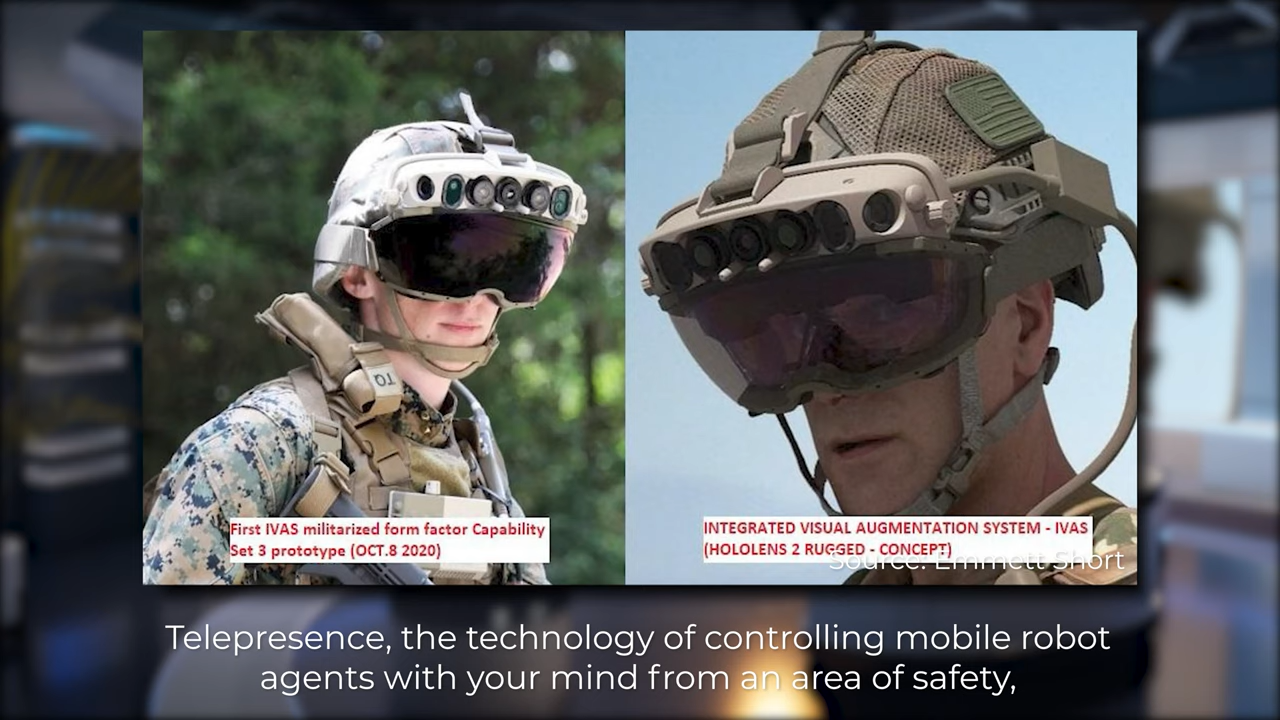 First IVAS militarized form factor Capability
Set 3 prototype (OCT.8 2020)
INTEGRATED VISUAL AUGMENTATION SYSTEM - IVAS
(HOLOLENS 2 RUGGED - CONCEPT)
Source: Emmett Short
TO
Telepresence, the technology of controlling mobile robot
agents with your mind from an area of safety,